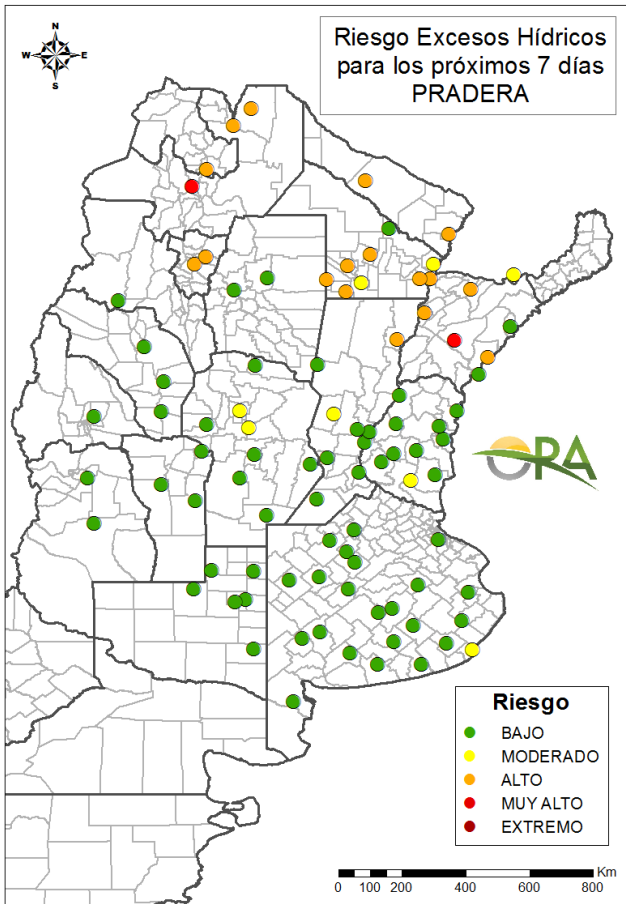 Riesgo Excesos Hídricos
para los próximos 7 días
PRADERA
N
W E
S
ORA
Riesgo
BAJO
MODERADO
ALTO
MUY ALTO
EXTREMO
Km
0 100 200 400 600 800